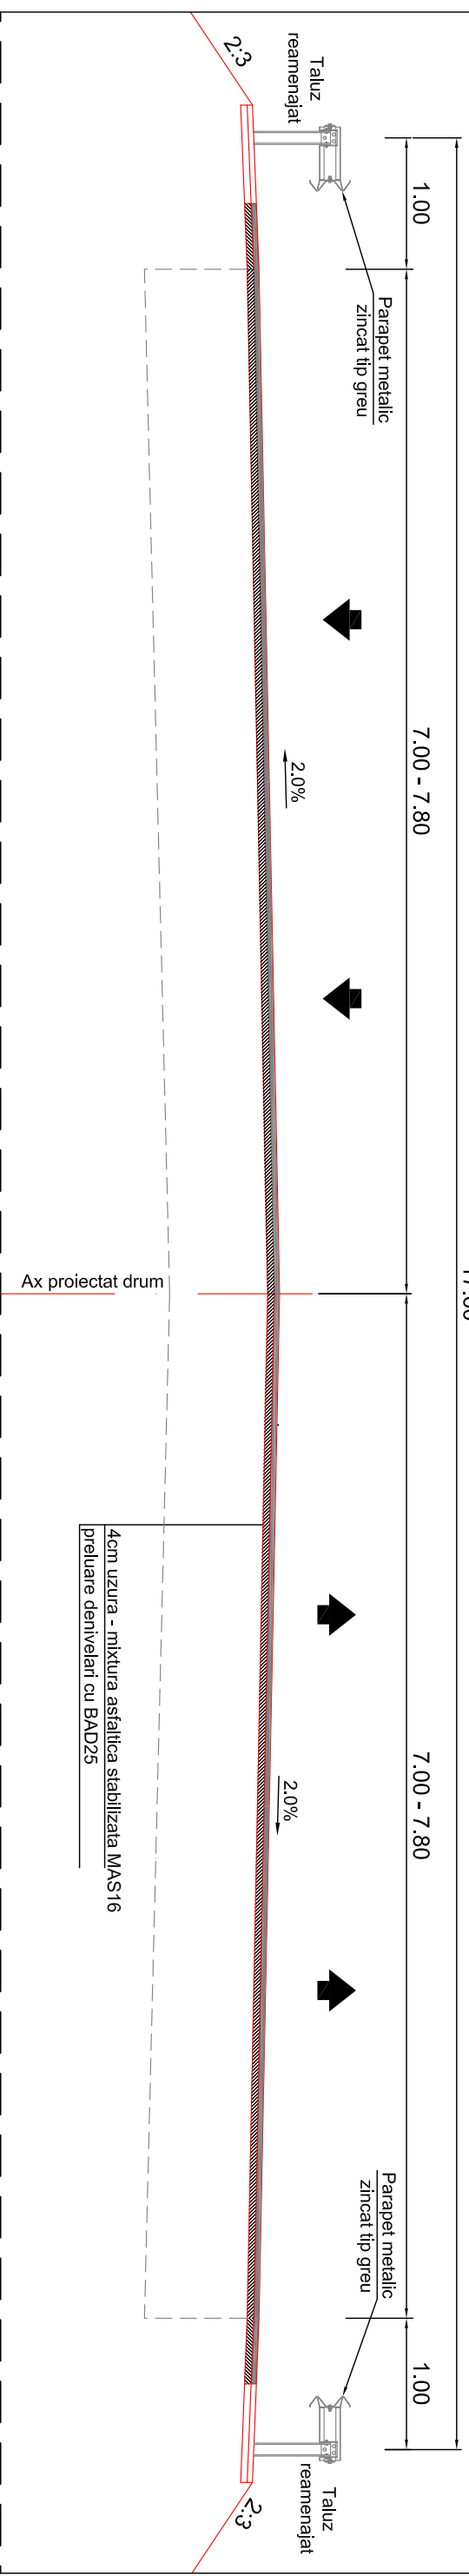 2:3
Taluz
reamenajat
1.00
Parapet metalic
zincat tip greu
7.00 - 7.80
2.0%
Ax proiectat drum
4cm uzura - mixtura asfaltica stabilizata MAS16
preluare denivelari cu BAD25
7.00 - 7.80
2.0%
Parapet metalic
zincat tip greu
1.00
Taluz
reamenajat
2:3